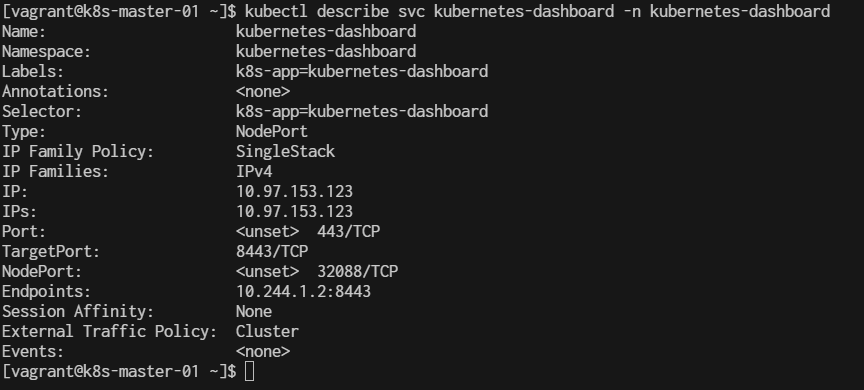 [vagrant@k8s-master-01 ~]$ kubectl describe svc kubernetes-dashboard -n kubernetes-dashboard
Name:                     kubernetes-dashboard
Namespace:                kubernetes-dashboard
Labels:                   k8s-app=kubernetes-dashboard
Annotations:              <none>
Selector:                 k8s-app=kubernetes-dashboard
Type:                     NodePort
IP Family Policy:         SingleStack
IP Families:              IPv4
IP:                       10.97.153.123
IPs:                      10.97.153.123
Port:                     <unset>  443/TCP
TargetPort:               8443/TCP
NodePort:                 <unset>  32088/TCP
Endpoints:                10.244.1.2:8443
Session Affinity:         None
External Traffic Policy:  Cluster
Events:                   <none>
[vagrant@k8s-master-01 ~]$